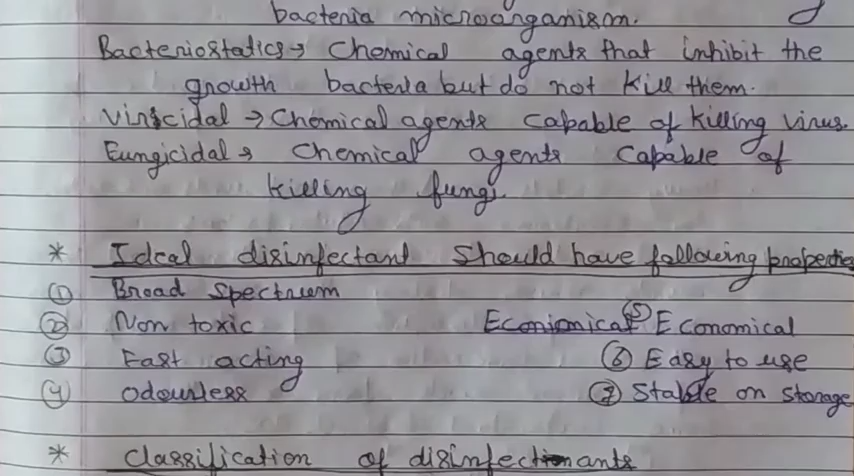 bacteria microorganism.
Bacteriostatics → Chemical agents that inhibit the
growth bacteria but do not kill them.
Viricidal → Chemical agents capable of killing virus.
Fungicidal → Chemical agents capable of
killing fungi.
* Ideal disinfectant should have following properties
① Broad Spectrum
② Non toxic Economical ⑤ Economical
③ Fast acting ⑥ Easy to use
④ Odourless ⑦ Stable on storage
* Classification of disinfectants